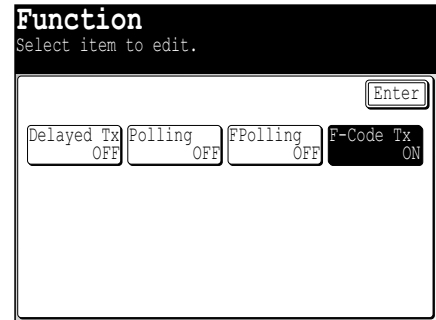 Function
Select item to edit.
Enter
Delayed Tx Polling FPolling F-Code Tx
OFF OFF OFF ON